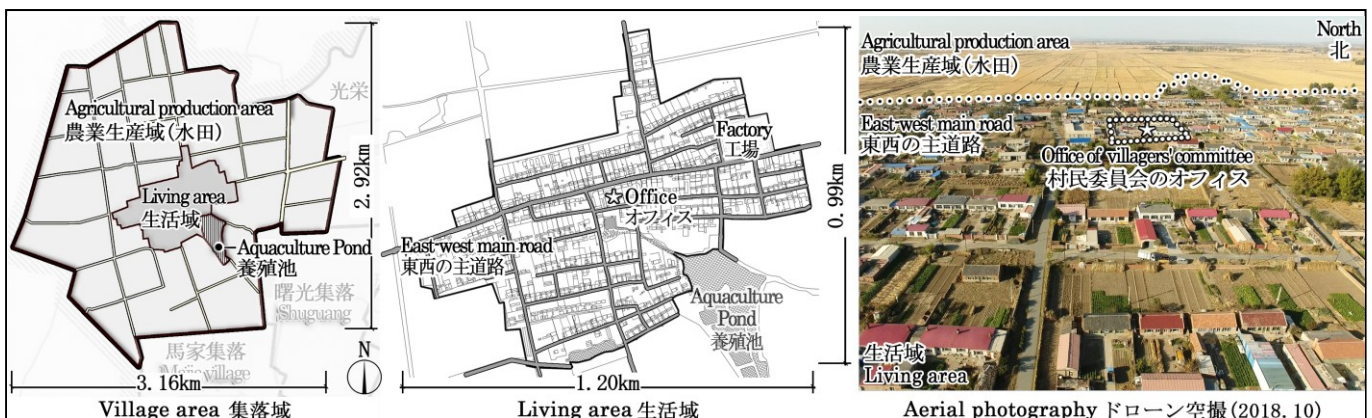 Agricultural production area
農業生産域(水田)
光栄
Living area
生活域
Aquaculture Pond
養殖池
曙光集落
Shuguang
馬家集落
Majia village
2.92km
N
3.16km
Village area 集落域
Factory
工場
Office
オフィス
East west main road
東西の主道路
Aquaculture
Pond
養殖池
0.99km
1.20km
Living area 生活域
North
北
Agricultural production area
農業生産域(水田)
East west main road
東西の主道路
Office of villagers' committee
村民委員会のオフィス
生活域
Living area
Aerial photography ドローン空撮(2018.10)